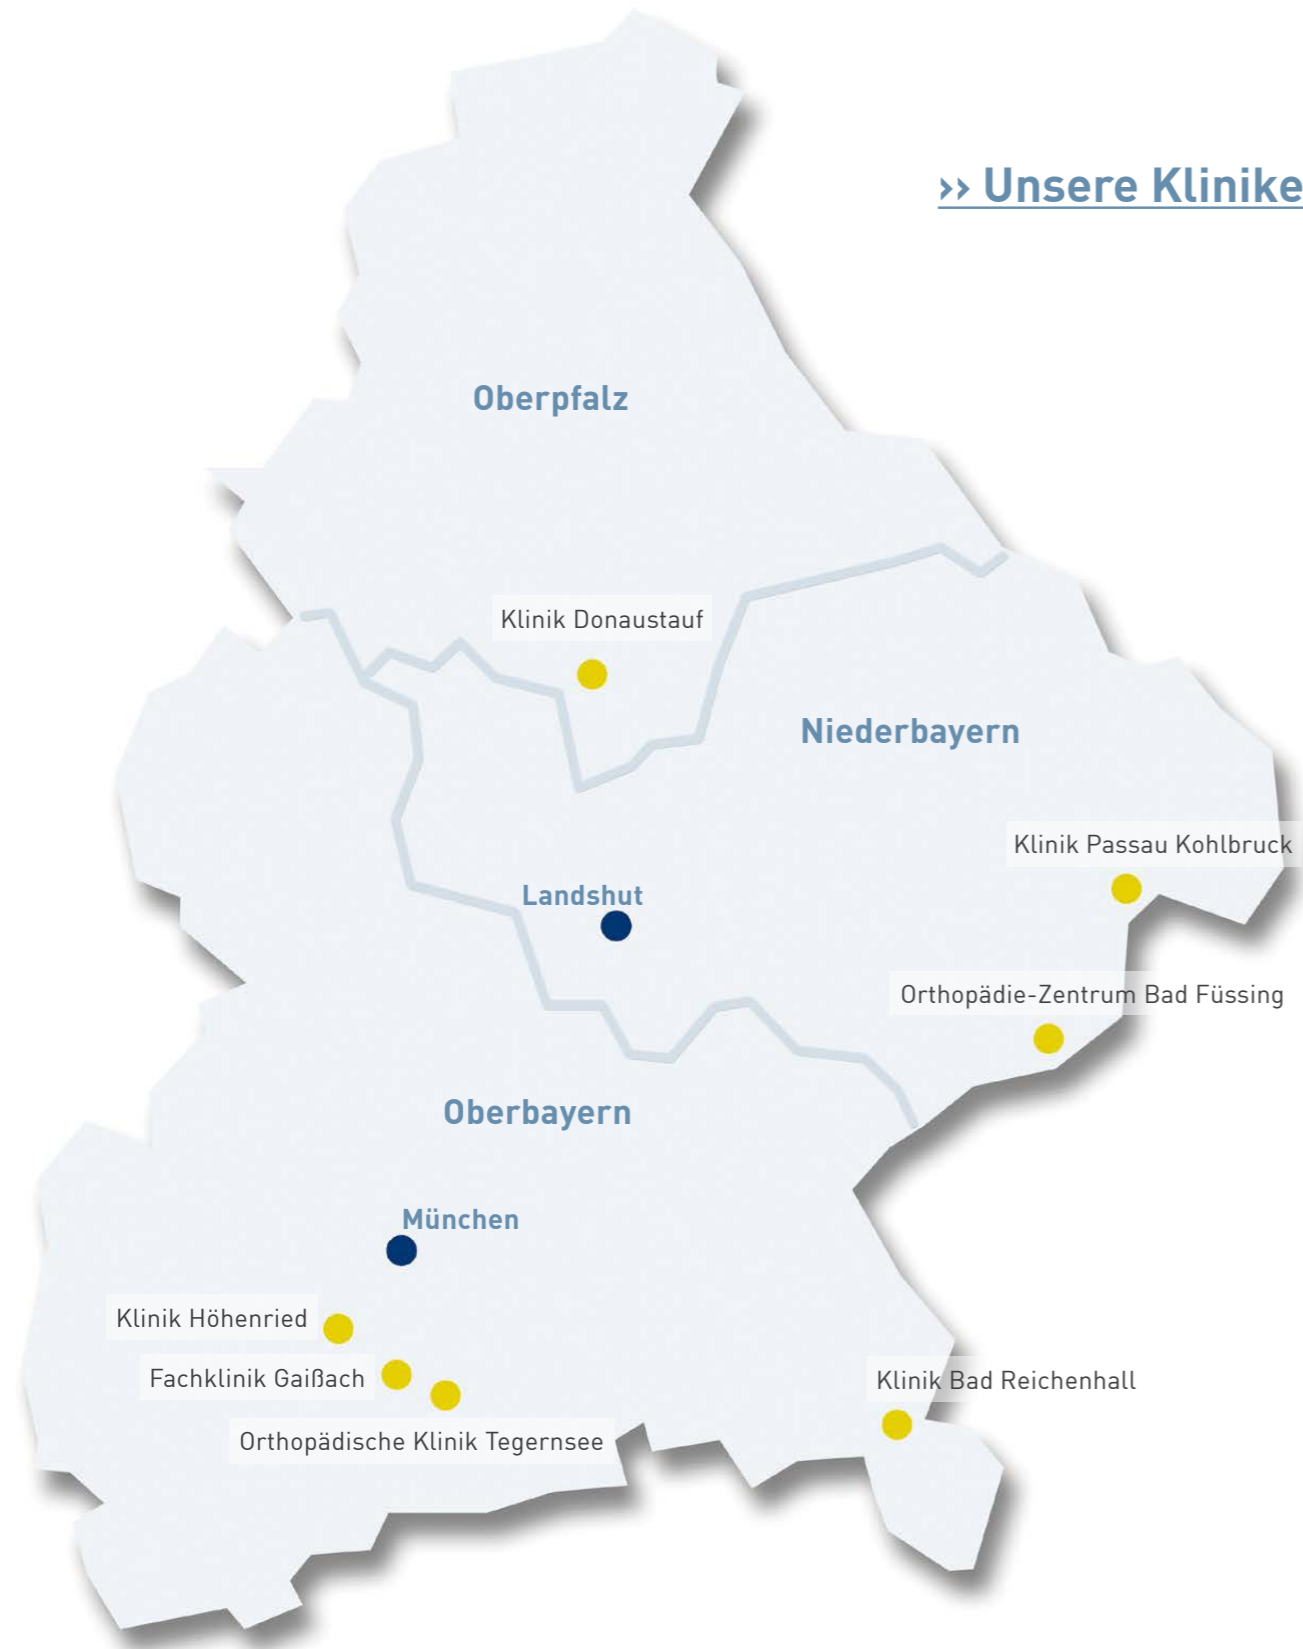 ›› Unsere Klinike
Oberpfalz
Klinik Donaustauf
Niederbayern
Klinik Passau Kohlbruck
Landshut
Orthopädie-Zentrum Bad Füssing
Oberbayern
München
Klinik Höhenried
Fachklinik Gaißach
Klinik Bad Reichenhall
Orthopädische Klinik Tegernsee